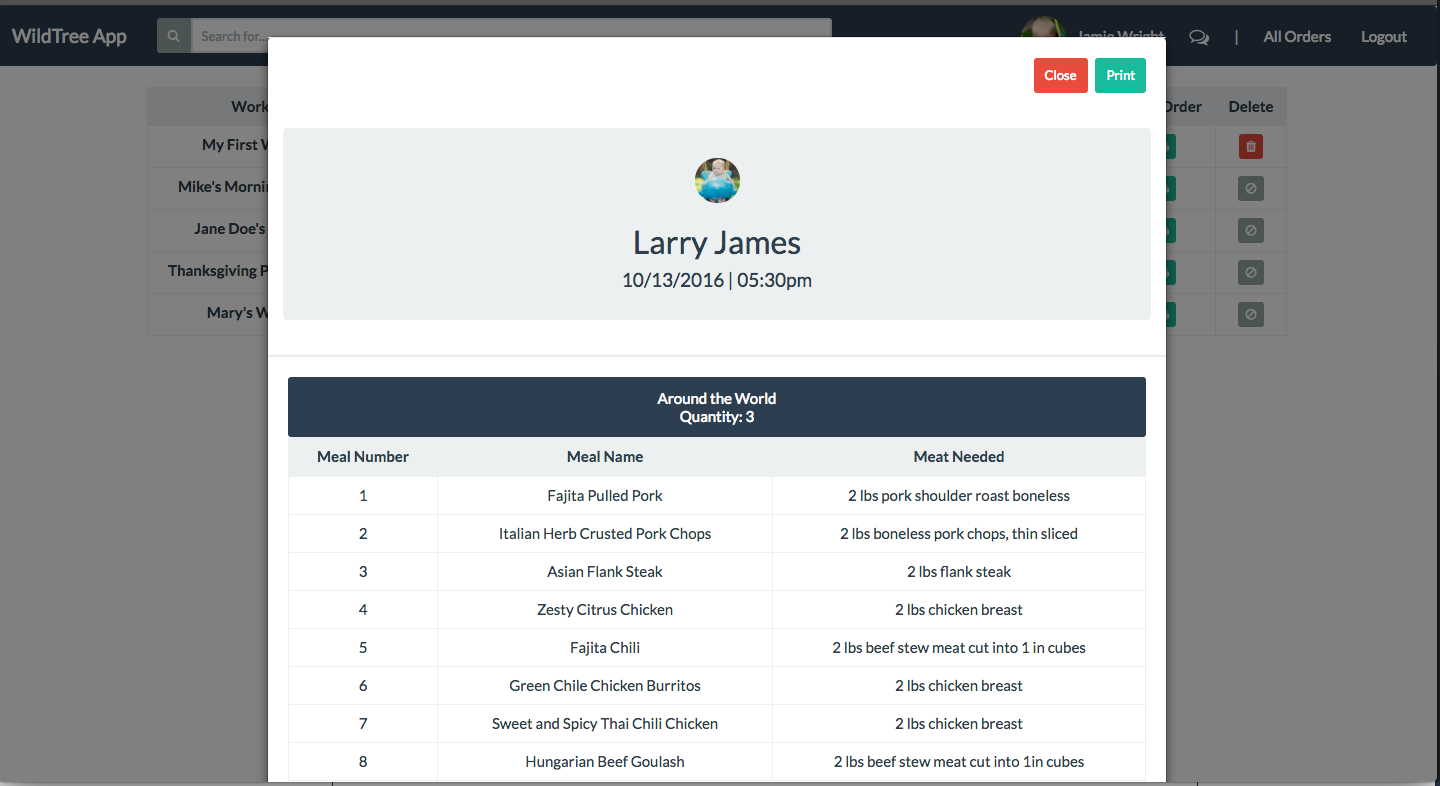 WildTree App
Search for...
Jamie Wright
|
All Orders
Logout
Close
Print
Work
Order
Delete
My First W
Mike's Mornin
Jane Doe's
Thanksgiving P
Mary's W
Larry James
10/13/2016 | 05:30pm
Around the World
Quantity: 3
Meal Number Meal Name Meat Needed
1 Fajita Pulled Pork 2 lbs pork shoulder roast boneless
2 Italian Herb Crusted Pork Chops 2 lbs boneless pork chops, thin sliced
3 Asian Flank Steak 2 lbs flank steak
4 Zesty Citrus Chicken 2 lbs chicken breast
5 Fajita Chili 2 lbs beef stew meat cut into 1 in cubes
6 Green Chile Chicken Burritos 2 lbs chicken breast
7 Sweet and Spicy Thai Chili Chicken 2 lbs chicken breast
8 Hungarian Beef Goulash 2 lbs beef stew meat cut into 1in cubes